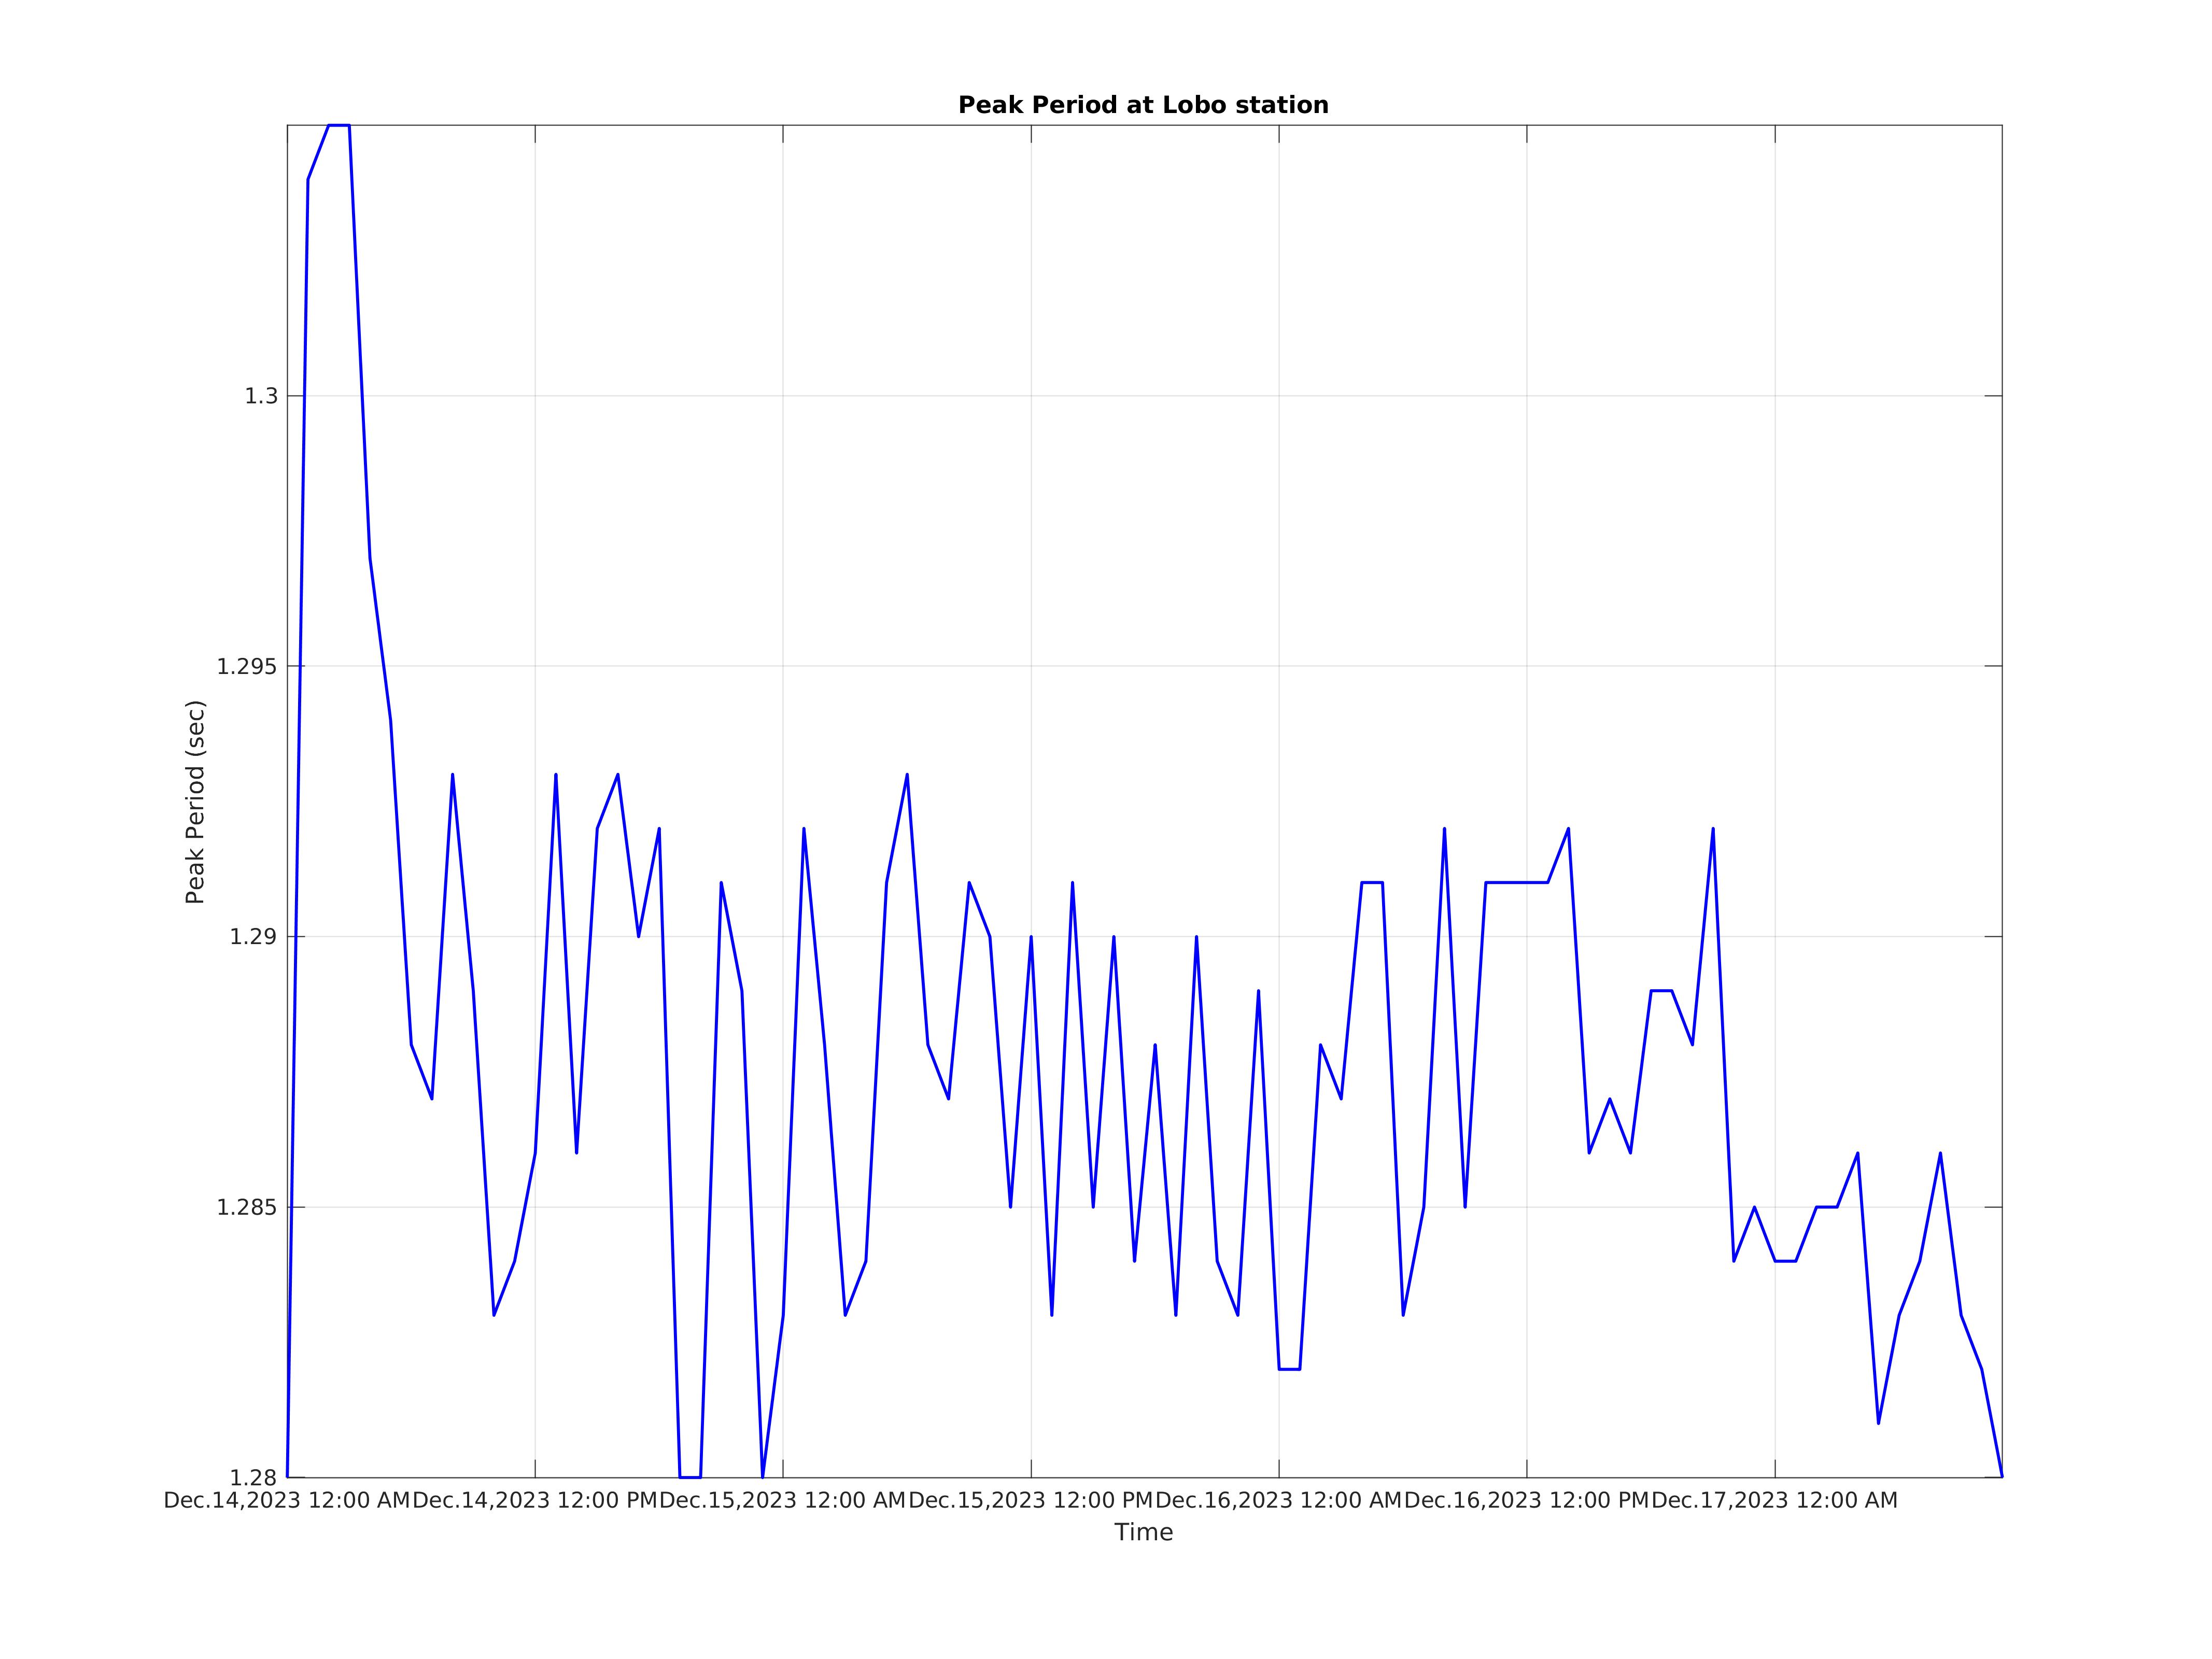 Peak Period at Lobo station
1.3
1.295
1.29
1.285
1.28
Peak Period (sec)
Dec.14,2023 12:00 AM Dec.14,2023 12:00 PM Dec.15,2023 12:00 AM Dec.15,2023 12:00 PM Dec.16,2023 12:00 AM Dec.16,2023 12:00 PM Dec.17,2023 12:00 AM
Time